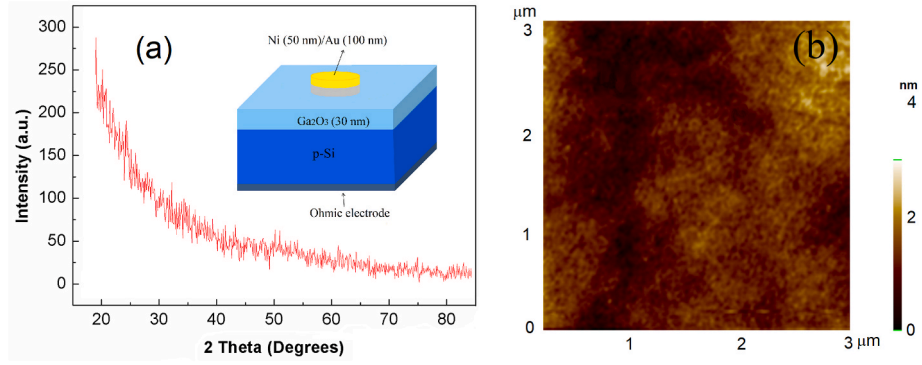 300
250
200
150
100
50
0
Intensity (a.u.)
(a)
Ni (50 nm)/Au (100 nm)
Ga₂O₃ (30 nm)
p-Si
Ohmic electrode
20 30 40 50 60 70 80
2 Theta (Degrees)
μm
3
2
1
0
(b)
1 2 3 μm
nm
4
2
0